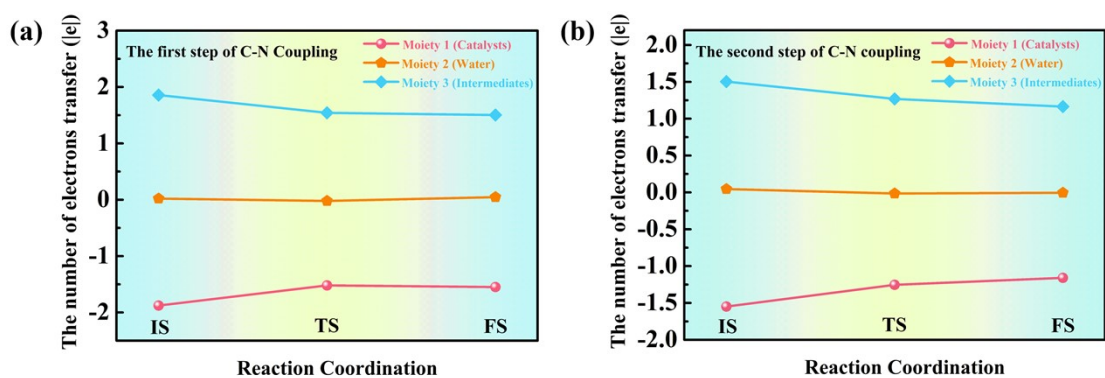 (a)
The number of electrons transfer (|e|)
3
2
1
0
-1
-2
The first step of C-N Coupling
Moiety 1 (Catalysts)
Moiety 2 (Water)
Moiety 3 (Intermediates)
IS
TS
FS
Reaction Coordination
(b)
The number of electrons transfer (|e|)
2.0
1.5
1.0
0.5
0.0
-0.5
-1.0
-1.5
-2.0
The second step of C-N coupling
Moiety 1 (Catalysts)
Moiety 2 (Water)
Moiety 3 (Intermediates)
IS
TS
FS
Reaction Coordination